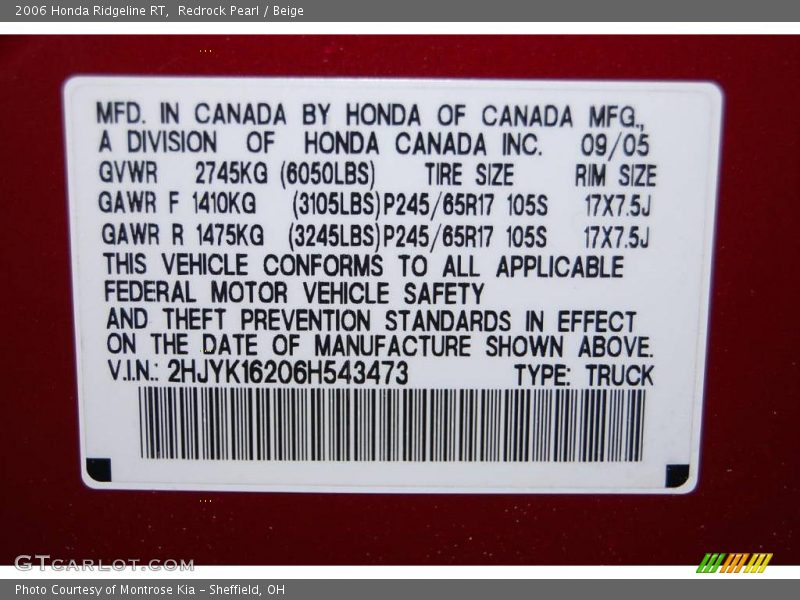 2006 Honda Ridgeline RT,  Redrock Pearl / Beige
MFD. IN CANADA BY HONDA OF CANADA MFG.,
A DIVISION OF HONDA CANADA INC. 09/05
GVWR 2745KG (6050LBS) TIRE SIZE RIM SIZE
GAWR F 1410KG (3105LBS)P245/65R17 105S 17X7.5J
GAWR R 1475KG (3245LBS)P245/65R17 105S 17X7.5J
THIS VEHICLE CONFORMS TO ALL APPLICABLE
FEDERAL MOTOR VEHICLE SAFETY
AND THEFT PREVENTION STANDARDS IN EFFECT
ON THE DATE OF MANUFACTURE SHOWN ABOVE.
V.I.N.: 2HJYK16206H543473 TYPE: TRUCK
GTCARLOT.COM
Photo Courtesy of Montrose Kia - Sheffield, OH